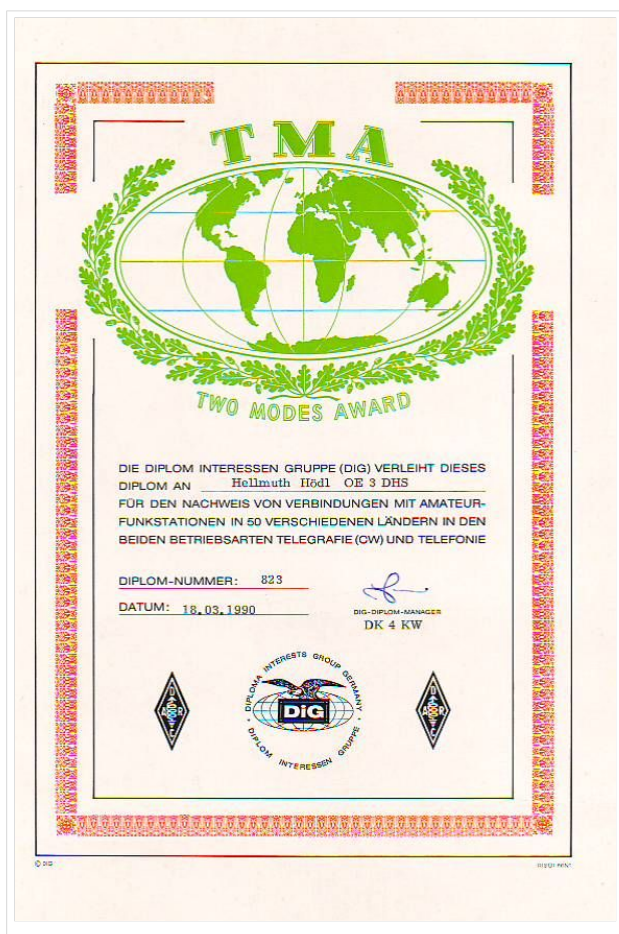 TMA
TWO MODES AWARD
DIE DIPLOM INTERESSEN GRUPPE (DIG) VERLEIHT DIESES
DIPLOM AN Hellmuth Hödl OE 3 DHS
FÜR DEN NACHWEIS VON VERBINDUNGEN MIT AMATEUR-
FUNKSTATIONEN IN 50 VERSCHIEDENEN LÄNDERN IN DEN
BEIDEN BETRIEBSARTEN TELEGRAFIE (CW) UND TELEFONIE
DIPLOM-NUMMER: 823
DATUM: 18.03.1990
DIG-DIPLOM-MANAGER
DK 4 KW
DIPLOMA INTERESTS GROUP GERMANY
DiG
DIPLOM INTERESSEN GRUPPE
© DIG